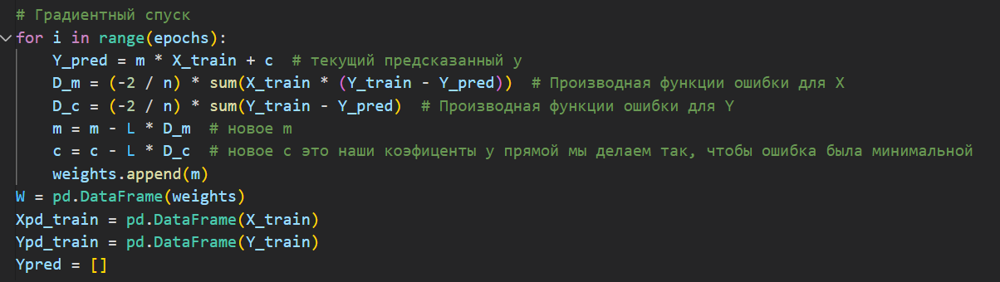 # Градиентный спуск
for i in range(epochs):
    Y_pred = m * X_train + c  # текущий предсказанный y
    D_m = (-2 / n) * sum(X_train * (Y_train - Y_pred))  # Производная функции ошибки для X
    D_c = (-2 / n) * sum(Y_train - Y_pred)  # Производная функции ошибки для Y
    m = m - L * D_m  # новое m
    c = c - L * D_c  # новое c это наши коэфиценты у прямой мы делаем так, чтобы ошибка была минимальной
    weights.append(m)
W = pd.DataFrame(weights)
Xpd_train = pd.DataFrame(X_train)
Ypd_train = pd.DataFrame(Y_train)
Ypred = []